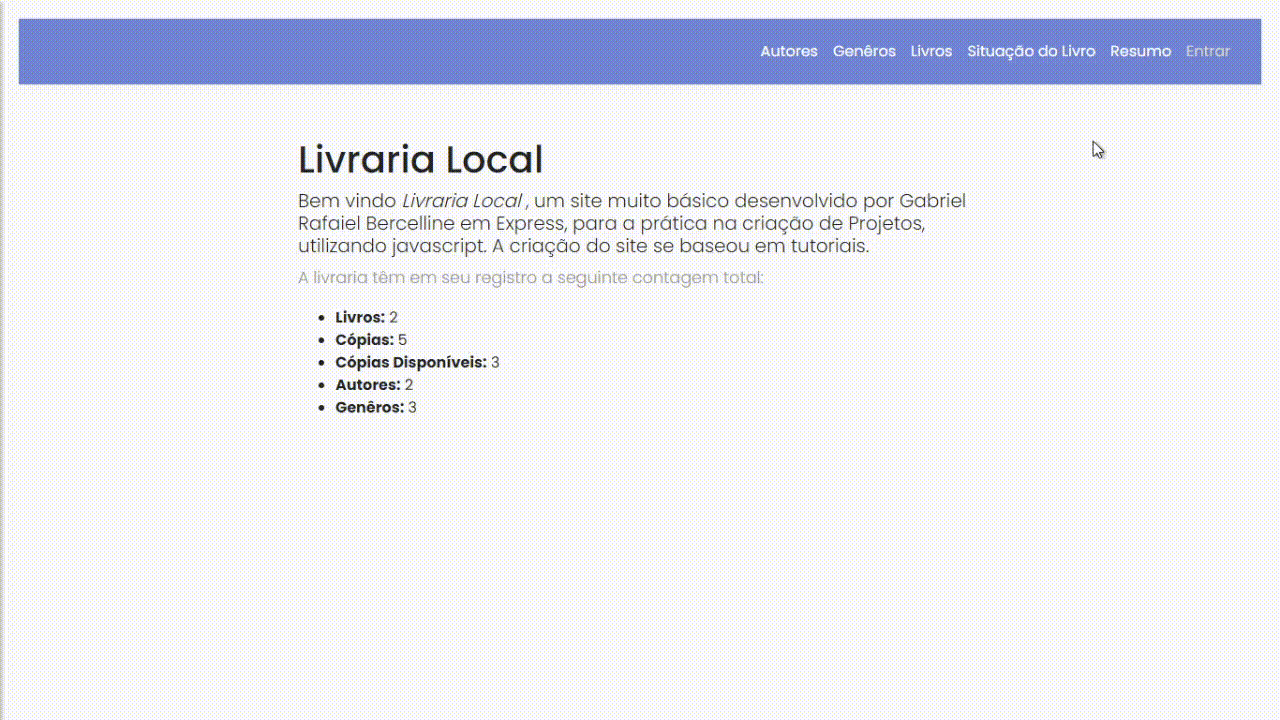 Autores Genêros Livros Situação do Livro Resumo Entrar
Livraria Local
Bem vindo Livraria Local , um site muito básico desenvolvido por Gabriel
Rafaiel Bercelline em Express, para a prática na criação de Projetos,
utilizando javascript. A criação do site se baseou em tutoriais.
A livraria têm em seu registro a seguinte contagem total:
Livros: 2
Cópias: 5
Cópias Disponíveis: 3
Autores: 2
Genêros: 3